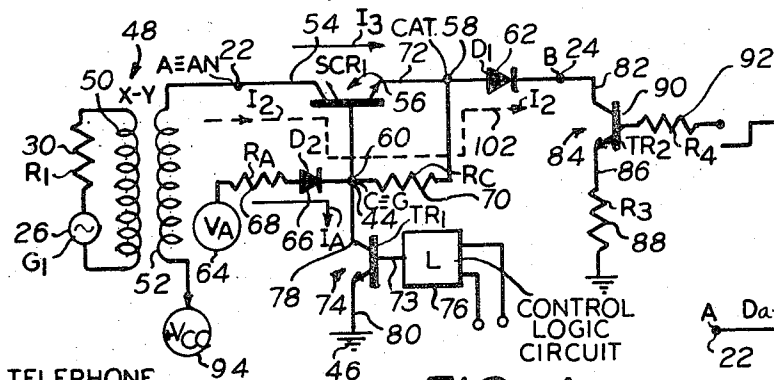 48
I3
CAT.
54
72
58
D1
62
A≡AN
22
B
24
82
90
92
X-Y
50
SCR1
56
30
R1
I2
I2
102
84
TR2
R4
D2
60
RA
RC
86
68
C≡G
70
R3
26
VA
66
44
TR1
88
G1
IA
52
64
78
L
74
73
76
CONTROL
LOGIC
CIRCUIT
A
Da-
22
+VCC
80
94
46
TELEPHONE